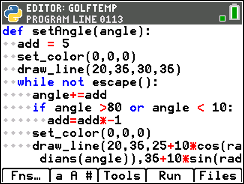 EDITOR: GOLFTEMP
PROGRAM LINE 0113
def setAngle(angle):
add = 5
set_color(0,0,0)
draw_line(20,36,30,36)
while not escape():
angle+=add
if angle >80 or angle < 10:
add=add*-1
set_color(0,0,0)
draw_line(20,36,25+10*cos(ra
dians(angle)),36+10*sin(rad
Fns… a A # Tools Run Files